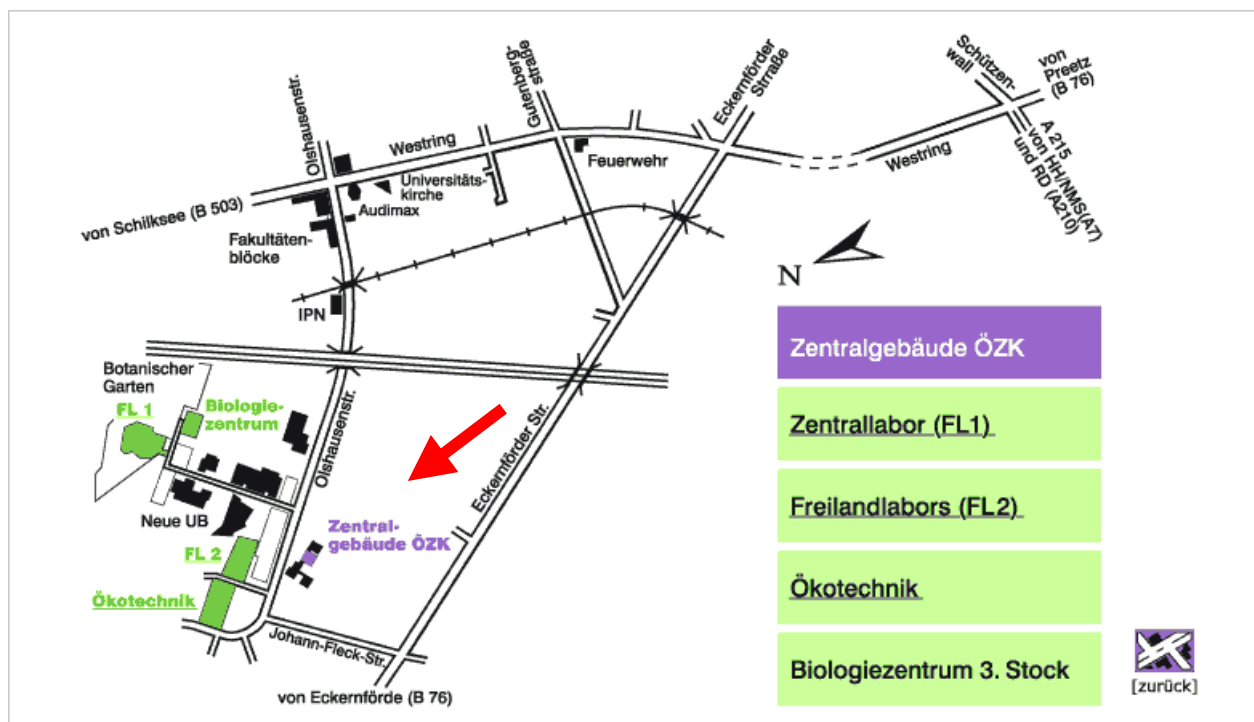 Olshausenstr.
Gutenberg-
straße
Eckernförder
Strraße
Schützen-
wall
von
Preetz
(B 76)
A 215
von HH/NMS(A7)
und RD (A210)
Westring
Westring
Feuerwehr
Universitäts-
kirche
Audimax
von Schilksee (B 503)
Fakultäten-
blöcke
IPN
N
Botanischer
Garten
FL 1
Biologie-
zentrum
Olshausenstr.
Eckernförder Str.
Neue UB
Zentral-
gebäude ÖZK
FL 2
Ökotechnik
Johann-Fleck-Str.
von Eckernförde (B 76)
Zentralgebäude ÖZK
Zentrallabor (FL1)
Freilandlabors (FL2)
Ökotechnik
Biologiezentrum 3. Stock
[zurück]